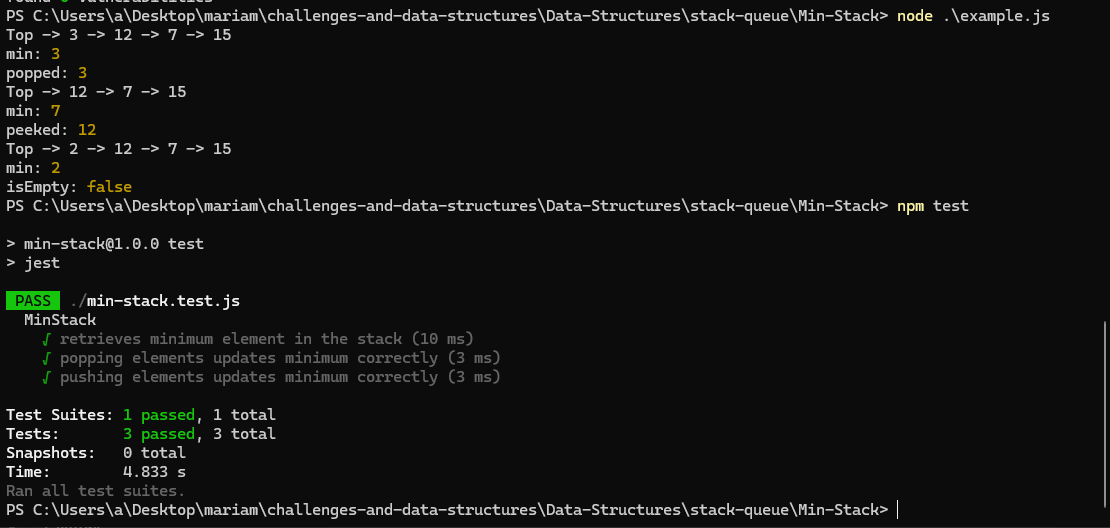 PS C:\Users\a\Desktop\mariam\challenges-and-data-structures\Data-Structures\stack-queue\Min-Stack> node .\example.js
Top -> 3 -> 12 -> 7 -> 15
min: 3
popped: 3
Top -> 12 -> 7 -> 15
min: 7
peeked: 12
Top -> 2 -> 12 -> 7 -> 15
min: 2
isEmpty: false
PS C:\Users\a\Desktop\mariam\challenges-and-data-structures\Data-Structures\stack-queue\Min-Stack> npm test
> min-stack@1.0.0 test
> jest
PASS ./min-stack.test.js
MinStack
√ retrieves minimum element in the stack (10 ms)
√ popping elements updates minimum correctly (3 ms)
√ pushing elements updates minimum correctly (3 ms)
Test Suites: 1 passed, 1 total
Tests: 3 passed, 3 total
Snapshots: 0 total
Time: 4.833 s
Ran all test suites.
PS C:\Users\a\Desktop\mariam\challenges-and-data-structures\Data-Structures\stack-queue\Min-Stack>